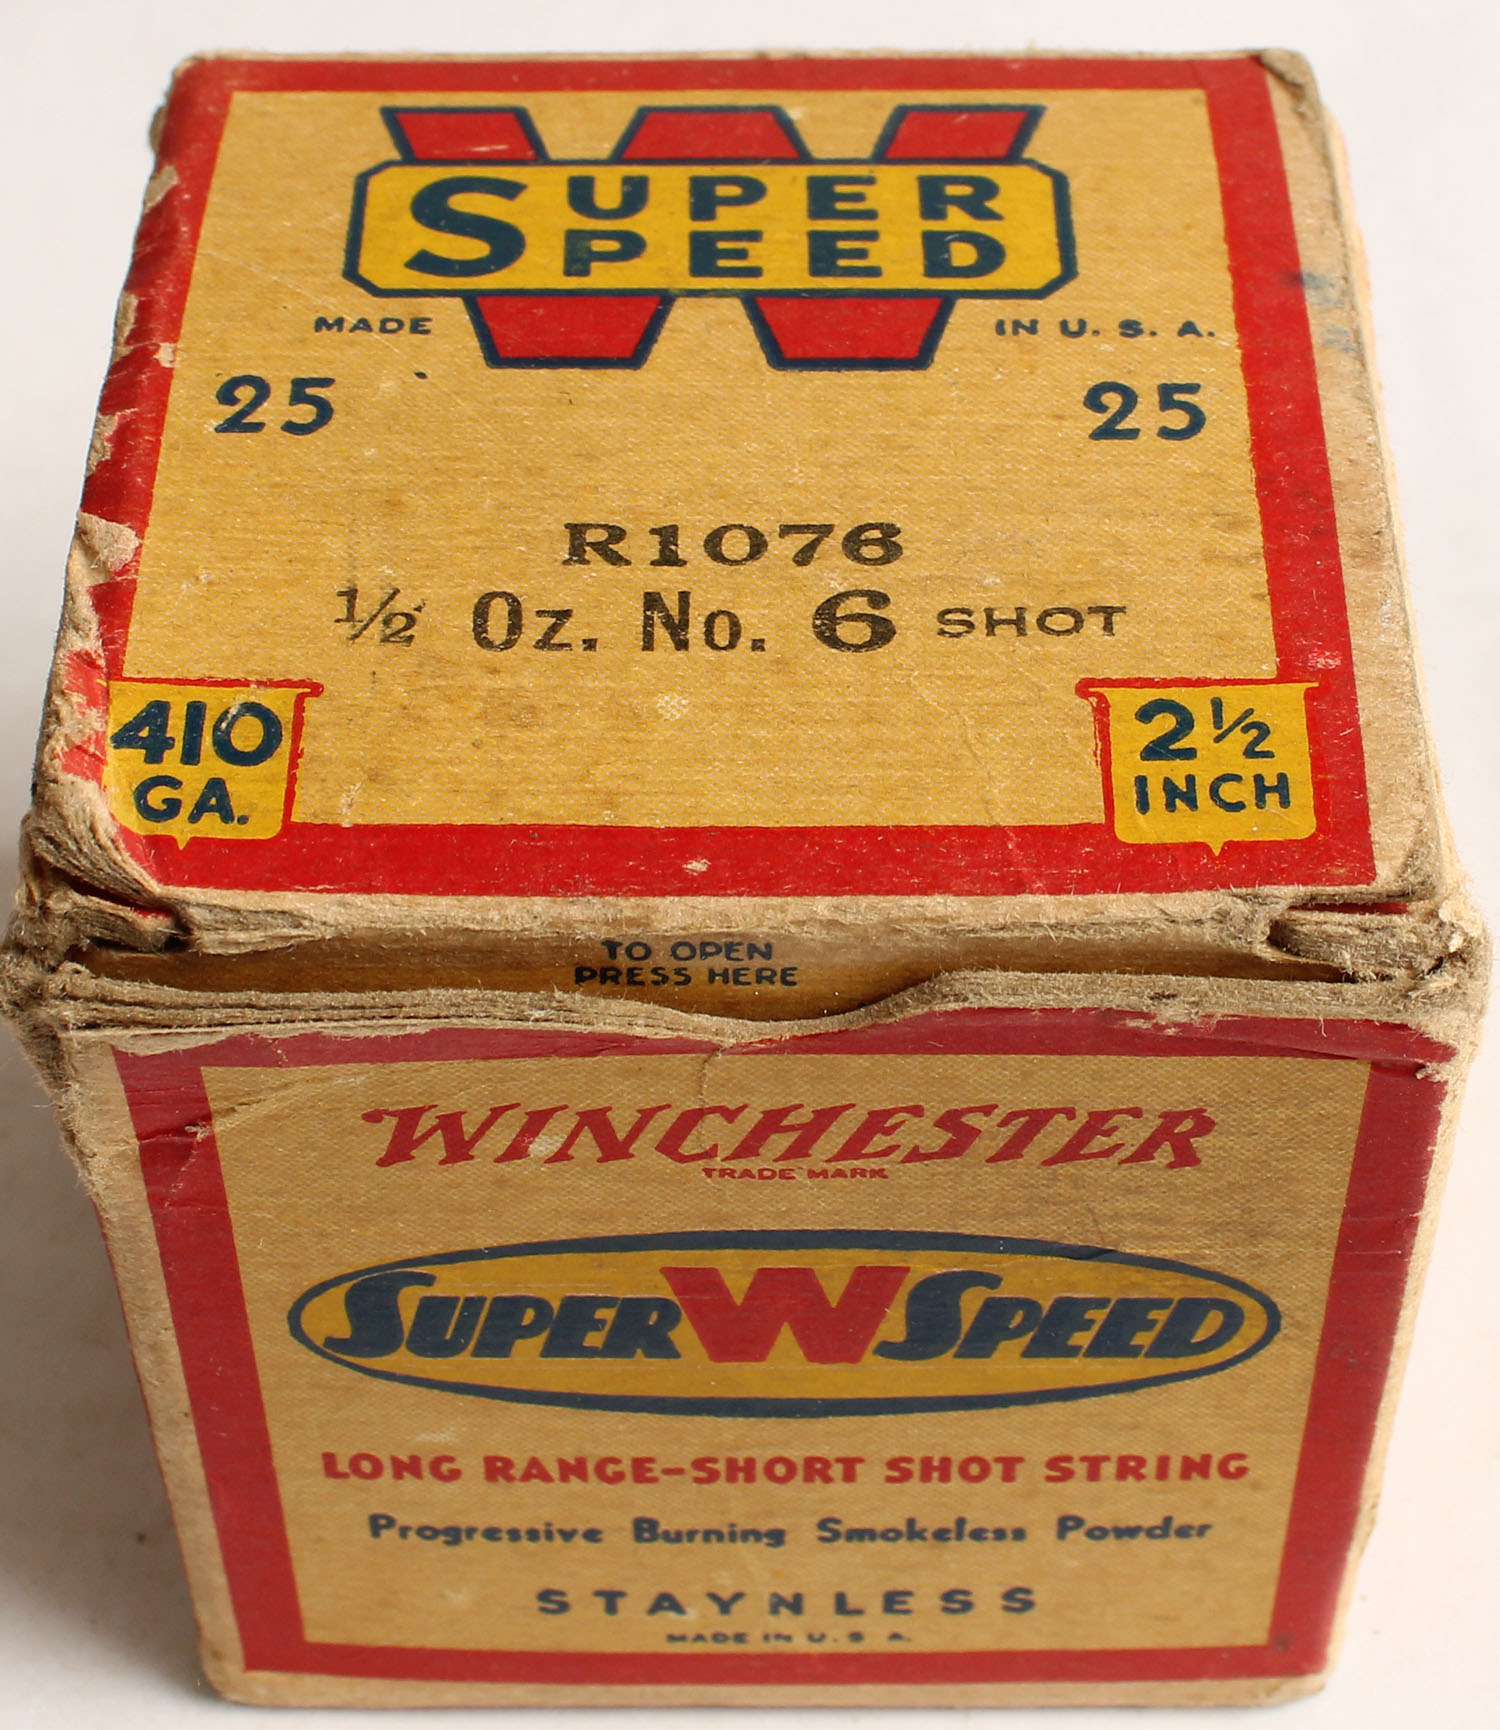 SUPER
SPEED
MADE IN U. S. A.
25 25
R1076
½ Oz. No. 6 SHOT
410 2½
GA. INCH
TO OPEN
PRESS HERE
WINCHESTER
TRADE MARK
SUPER W SPEED
LONG RANGE-SHORT SHOT STRING
Progressive Burning Smokeless Powder
STAYNLESS
MADE IN U. S. A.